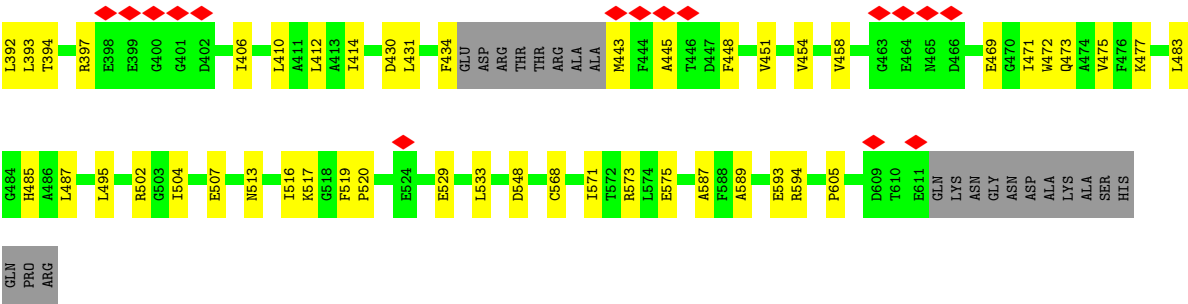 L392 L393 T394 R397 E398 E399 G400 G401 D402 I406 L410 A411 L412 A413 I414 D430 L431 F434 GLU ASP ARG THR THR ARG ALA ALA M443 F444 A445 T446 D447 F448 V451 V454 V458 G463 E464 N465 D466 E469 G470 I471 W472 Q473 A474 V475 F476 K477 L483
G484 H485 A486 L487 L495 R502 G503 I504 E507 N513 I516 K517 G518 F519 P520 E524 E529 L533 D548 C568 I571 T572 R573 L574 E575 A587 F588 A589 E593 R594 P605 D609 T610 E611 GLN LYS ASN GLY ASN ASP ALA LYS ALA SER HIS
GLN PRO ARG